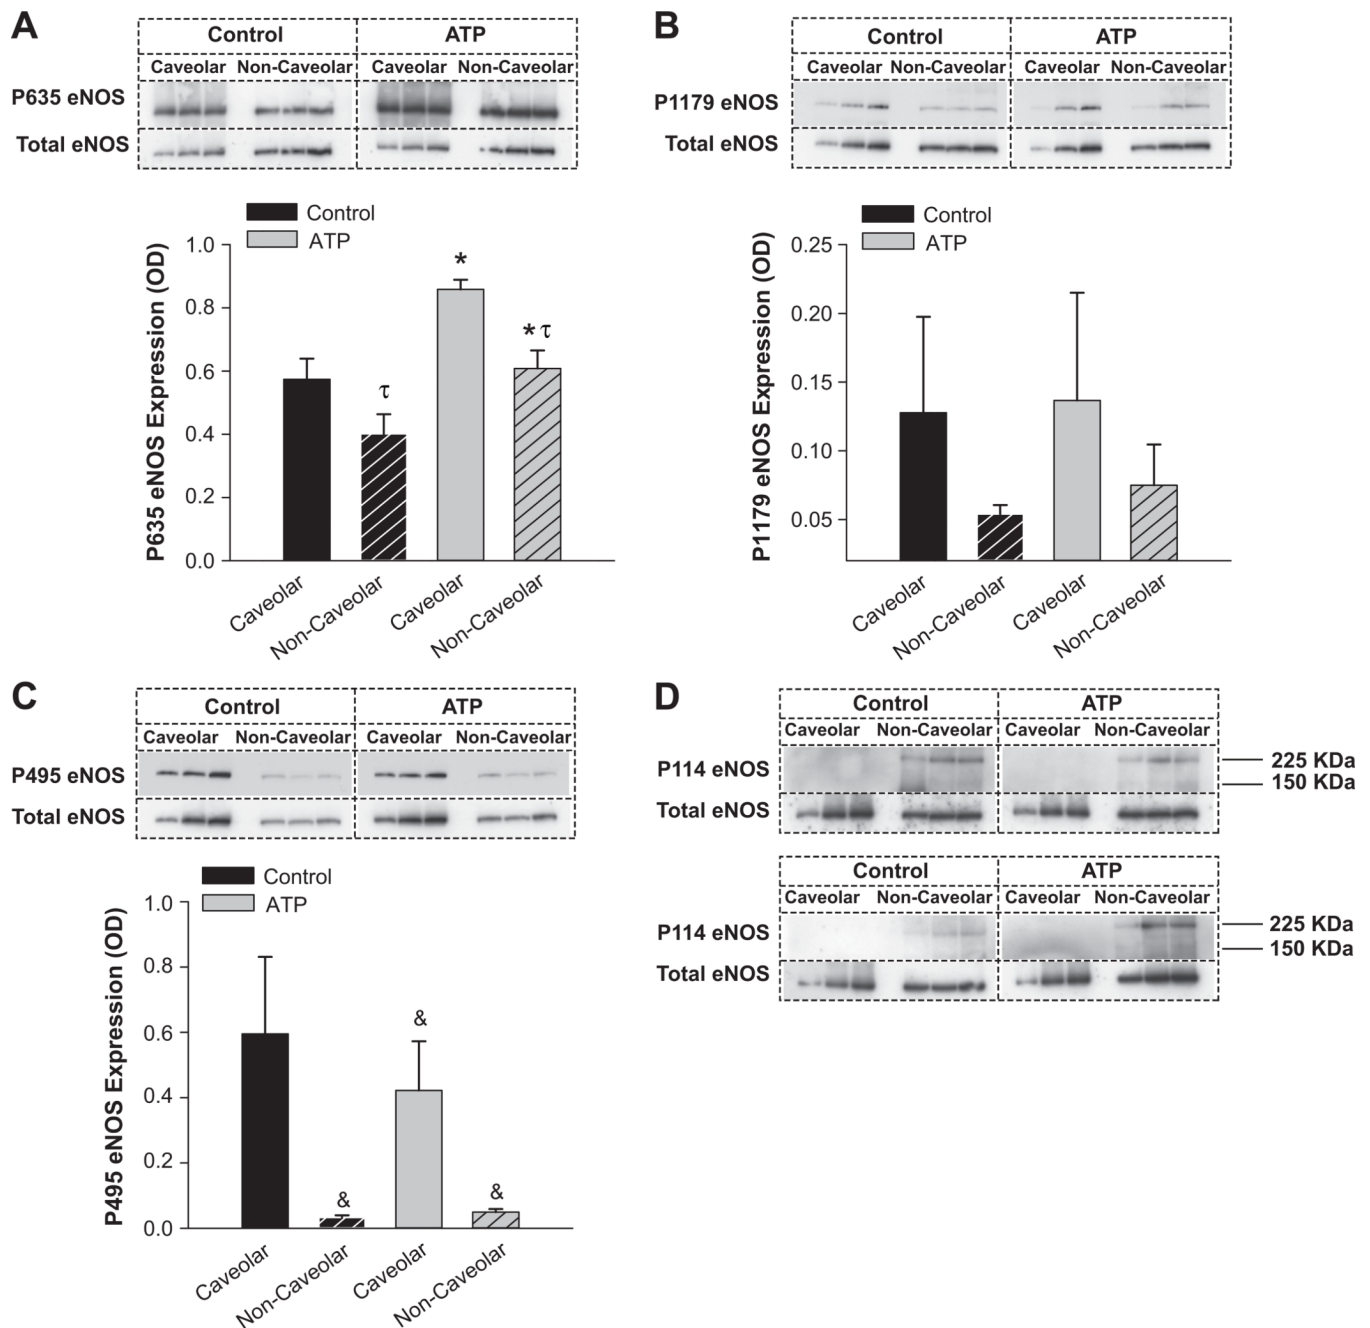 A
Control ATP
Caveolar Non-Caveolar Caveolar Non-Caveolar
P635 eNOS
Total eNOS
Control
ATP
P635 eNOS Expression (OD)
1.0
0.8
0.6
0.4
0.2
0.0
τ
*
* τ
Caveolar Non-Caveolar Caveolar Non-Caveolar
B
Control ATP
Caveolar Non-Caveolar Caveolar Non-Caveolar
P1179 eNOS
Total eNOS
Control
ATP
P1179 eNOS Expression (OD)
0.25
0.20
0.15
0.10
0.05
Caveolar Non-Caveolar Caveolar Non-Caveolar
C
Control ATP
Caveolar Non-Caveolar Caveolar Non-Caveolar
P495 eNOS
Total eNOS
Control
ATP
P495 eNOS Expression (OD)
1.0
0.8
0.6
0.4
0.2
0.0
&
&
&
Caveolar Non-Caveolar Caveolar Non-Caveolar
D
Control ATP
Caveolar Non-Caveolar Caveolar Non-Caveolar
P114 eNOS
225 KDa
150 KDa
Total eNOS
Control ATP
Caveolar Non-Caveolar Caveolar Non-Caveolar
P114 eNOS
225 KDa
150 KDa
Total eNOS